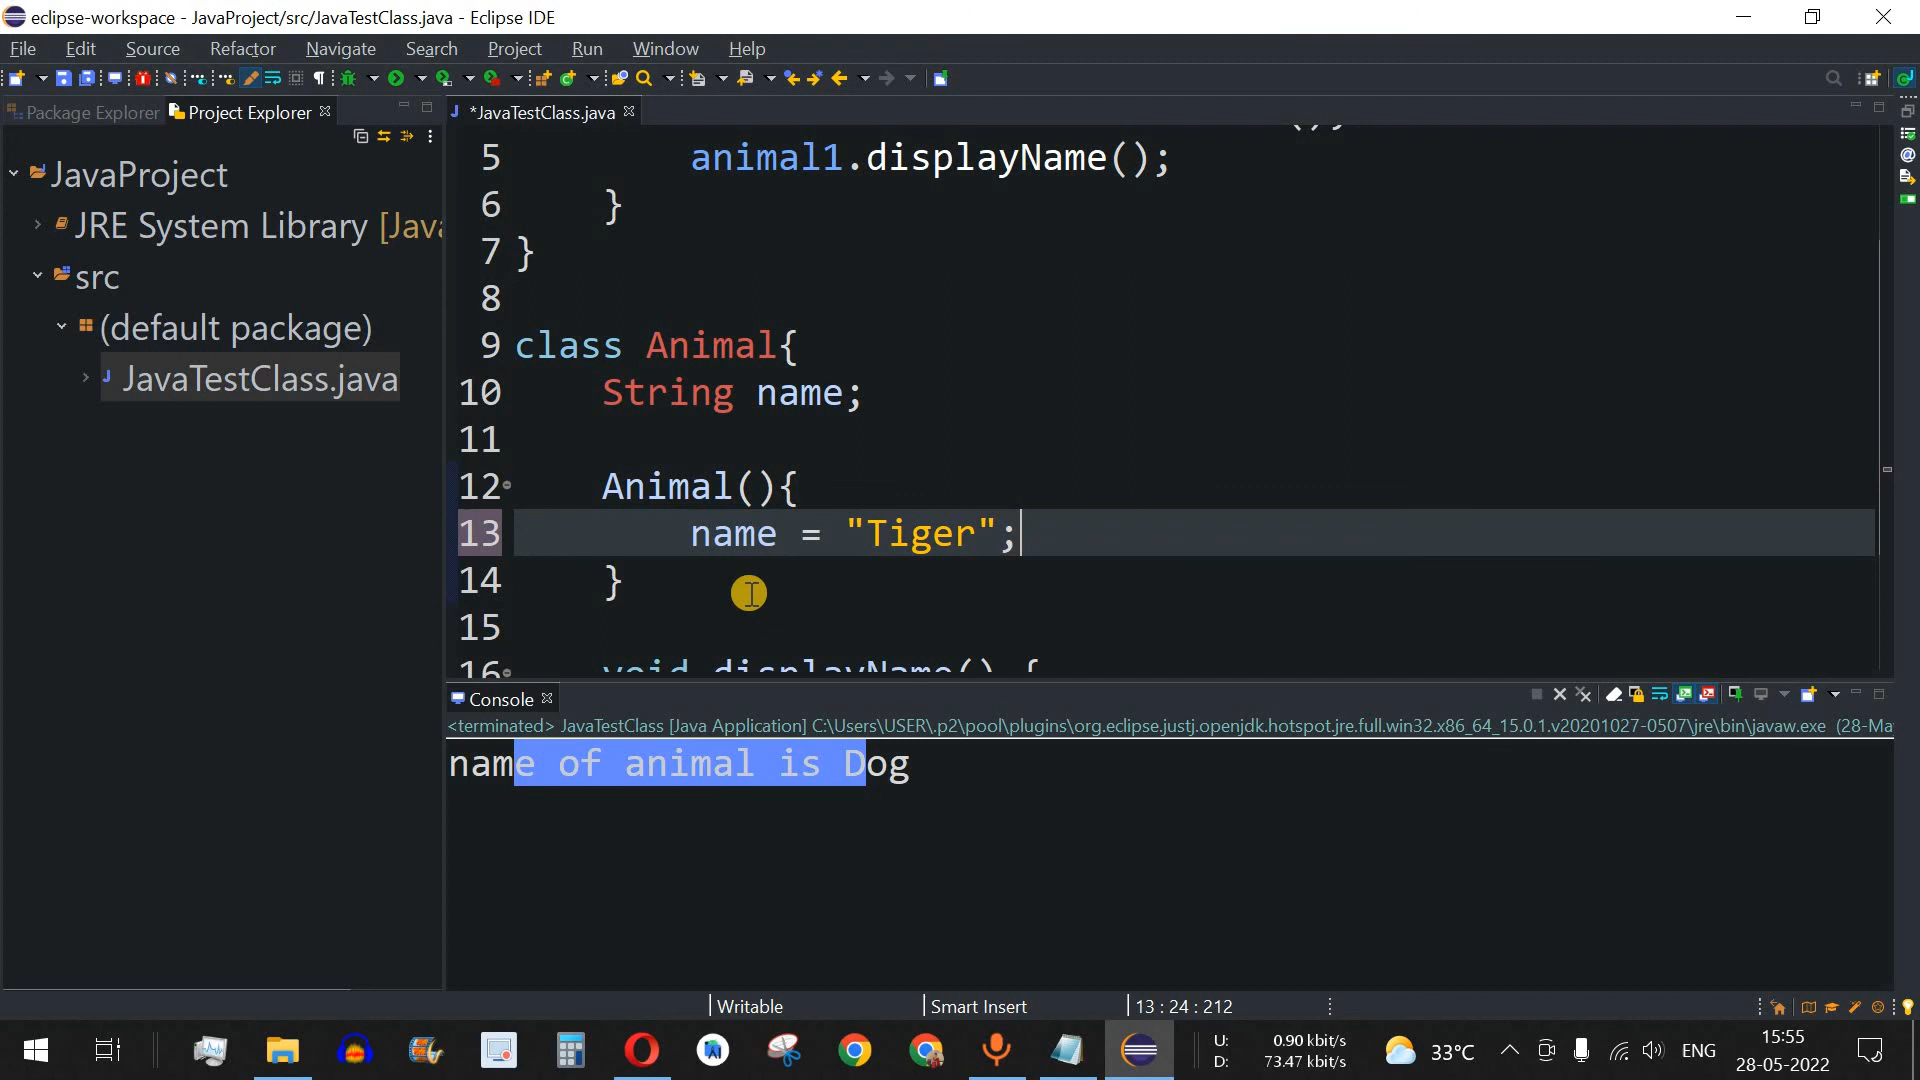 eclipse-workspace - JavaProject/src/JavaTestClass.java - Eclipse IDE
File Edit Source Refactor Navigate Search Project Run Window Help
Package Explorer Project Explorer
*JavaTestClass.java
JavaProject
JRE System Library [Java
src
(default package)
JavaTestClass.java
5 animal1.displayName();
6 }
7 }
8
9 class Animal{
10 String name;
11
12 Animal(){
13 name = "Tiger";
14 }
15
16 void displayName() {
Console
<terminated> JavaTestClass [Java Application] C:\Users\USER\.p2\pool\plugins\org.eclipse.justj.openjdk.hotspot.jre.full.win32.x86_64_15.0.1.v20201027-0507\jre\bin\javaw.exe (28-Ma
name of animal is Dog
Writable Smart Insert 13 : 24 : 212
U: 0.90 kbit/s
D: 73.47 kbit/s
33°C
ENG
15:55
28-05-2022